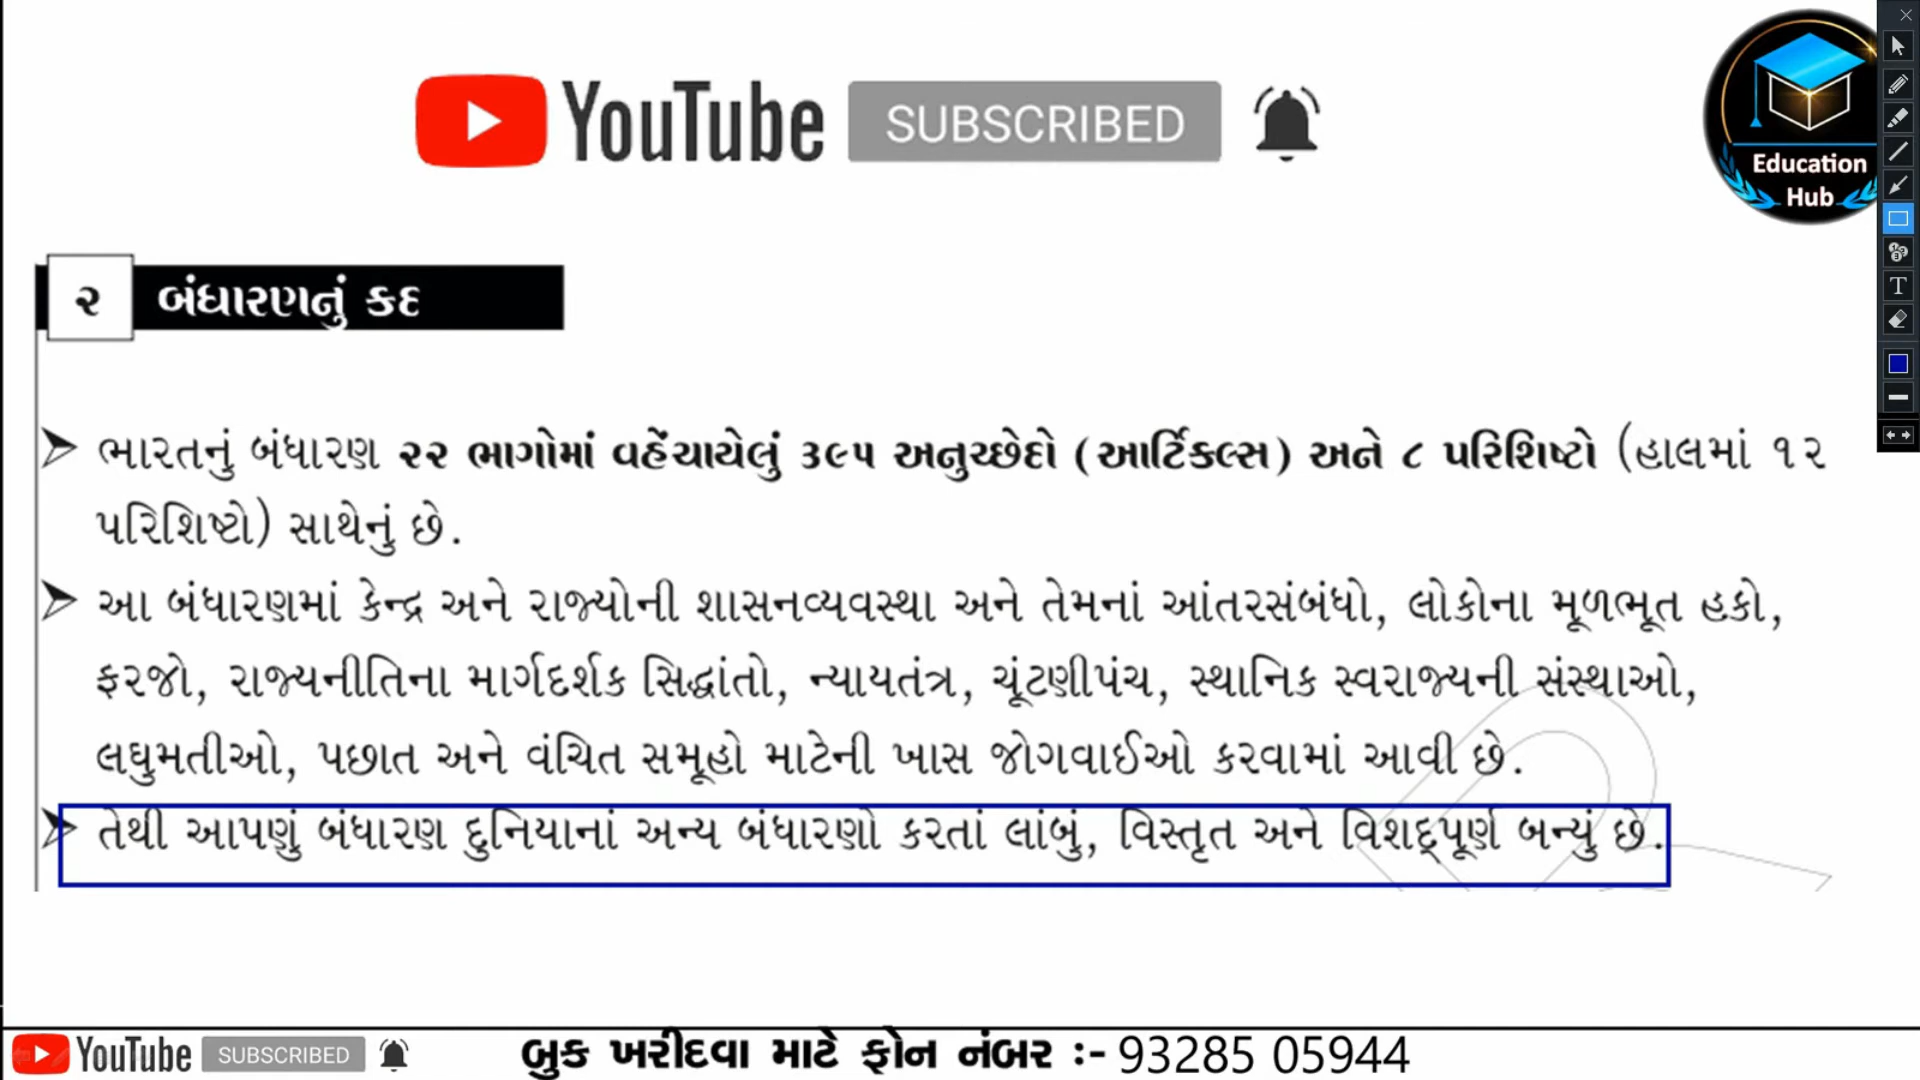 YouTube SUBSCRIBED
Education
Hub
૨ બંધારણનું કદ
ભારતનું બંધારણ ૨૨ ભાગોમાં વહેંચાયેલું ૩૯૫ અનુચ્છેદો (આર્ટિકલ્સ) અને ૮ પરિશિષ્ટો (હાલમાં ૧૨
પરિશિષ્ટો) સાથેનું છે.
આ બંધારણમાં કેન્દ્ર અને રાજ્યોની શાસનવ્યવસ્થા અને તેમનાં આંતરસંબંધો, લોકોના મૂળભૂત હકો,
ફરજો, રાજ્યનીતિના માર્ગદર્શક સિદ્ધાંતો, ન્યાયતંત્ર, ચૂંટણીપંચ, સ્થાનિક સ્વરાજ્યની સંસ્થાઓ,
લઘુમતીઓ, પછાત અને વંચિત સમૂહો માટેની ખાસ જોગવાઈઓ કરવામાં આવી છે.
તેથી આપણું બંધારણ દુનિયાનાં અન્ય બંધારણો કરતાં લાંબું, વિસ્તૃત અને વિશદ્પૂર્ણ બન્યું છે.
YouTube SUBSCRIBED બુક ખરીદવા માટે ફોન નંબર :- 93285 05944